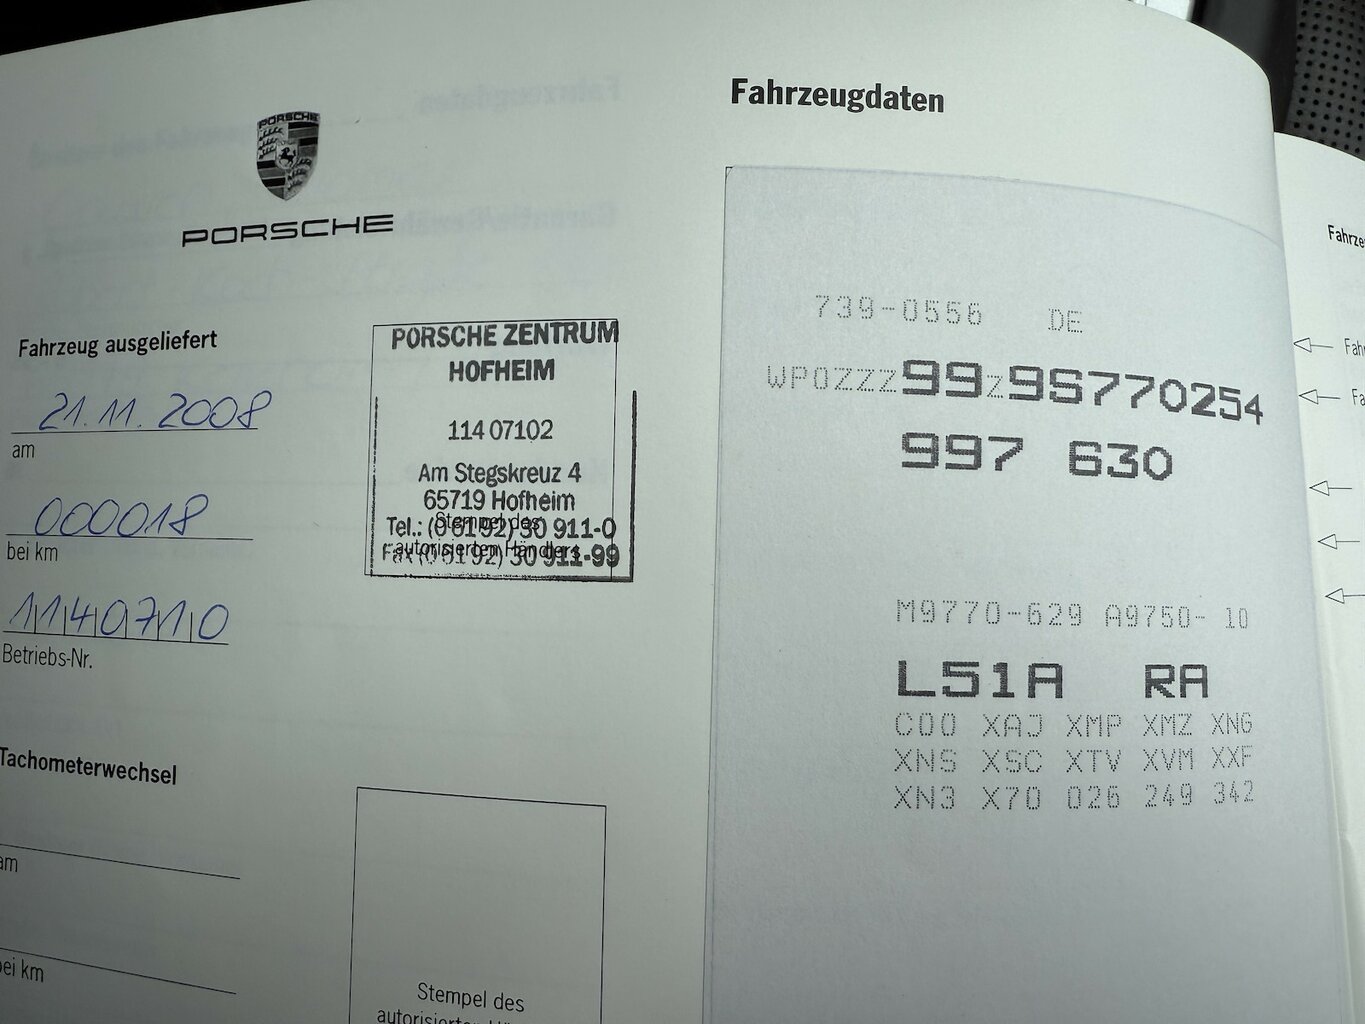 PORSCHE
PORSCHE
Fahrzeug ausgeliefert
21.11.2008
am
000018
bei km
1140710
Betriebs-Nr.
PORSCHE ZENTRUM
HOFHEIM
114 07102
Am Stegskreuz 4
65719 Hofheim
Tel.: (06192) 30 911-0
Fax (06192) 30 911-99
Stempel des
autorisierten Händlers
Tachometerwechsel
am
bei km
Stempel des
autorisierten
Fahrzeugdaten
739-0556 DE
WP0ZZZ99Z9S770254
997 630
M9770-629 A9750- 10
L51A RA
C00 XAJ XMP XMZ XNG
XNS XSC XTV XVM XXF
XN3 X70 026 249 342